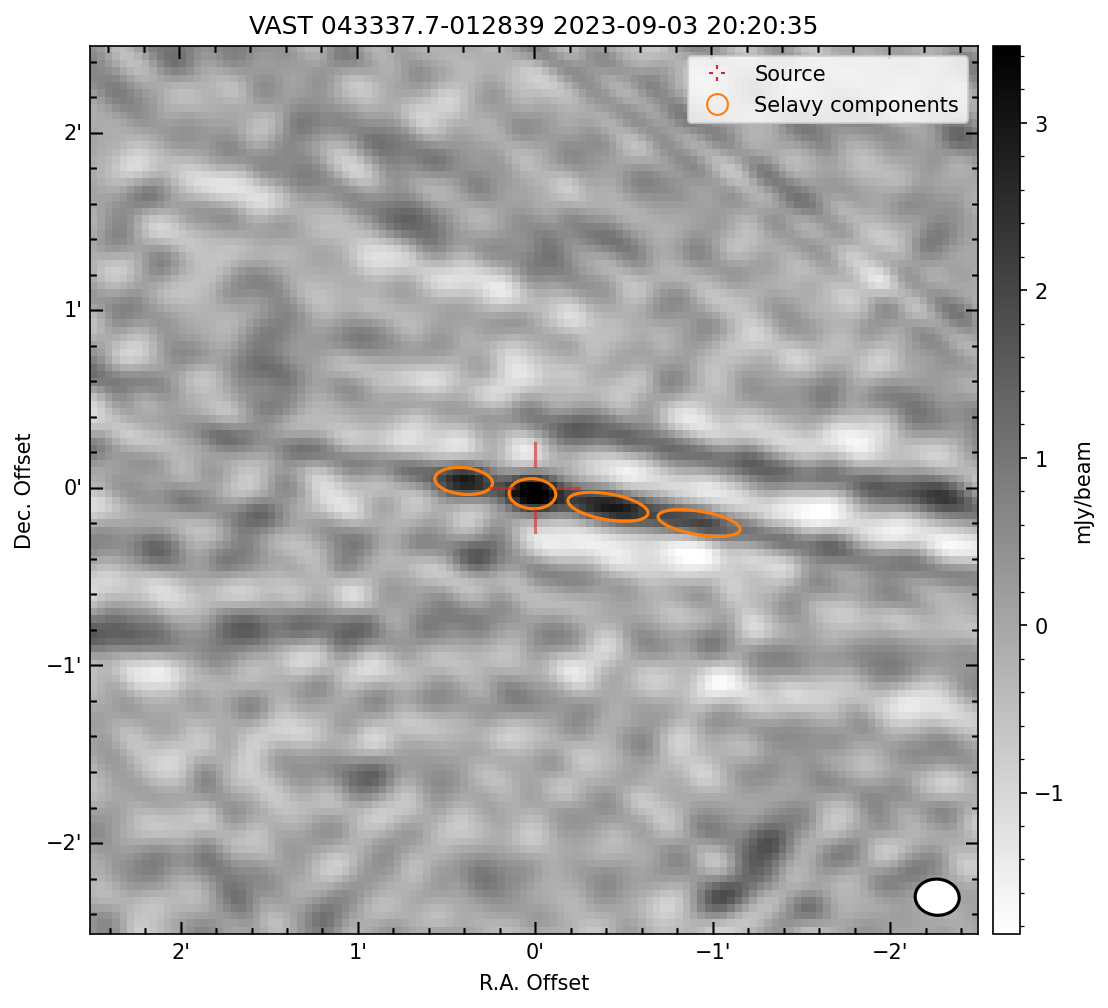 VAST 043337.7-012839 2023-09-03 20:20:35
Source
Selavy components
2'
1'
0'
−1'
−2'
Dec. Offset
2'
1'
0'
−1'
−2'
R.A. Offset
3
2
1
0
−1
mJy/beam